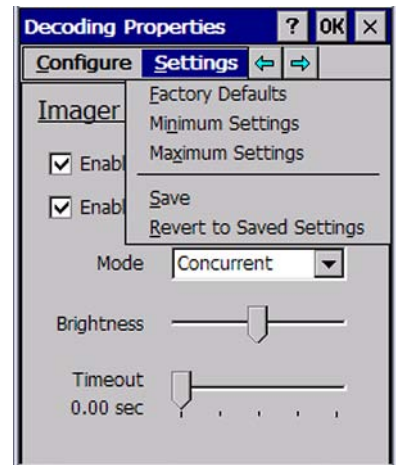 Decoding Properties ? OK ×
Configure Settings
Factory Defaults
Minimum Settings
Maximum Settings
Save
Revert to Saved Settings
Imager
Enabl
Enabl
Mode Concurrent
Brightness
Timeout
0.00 sec